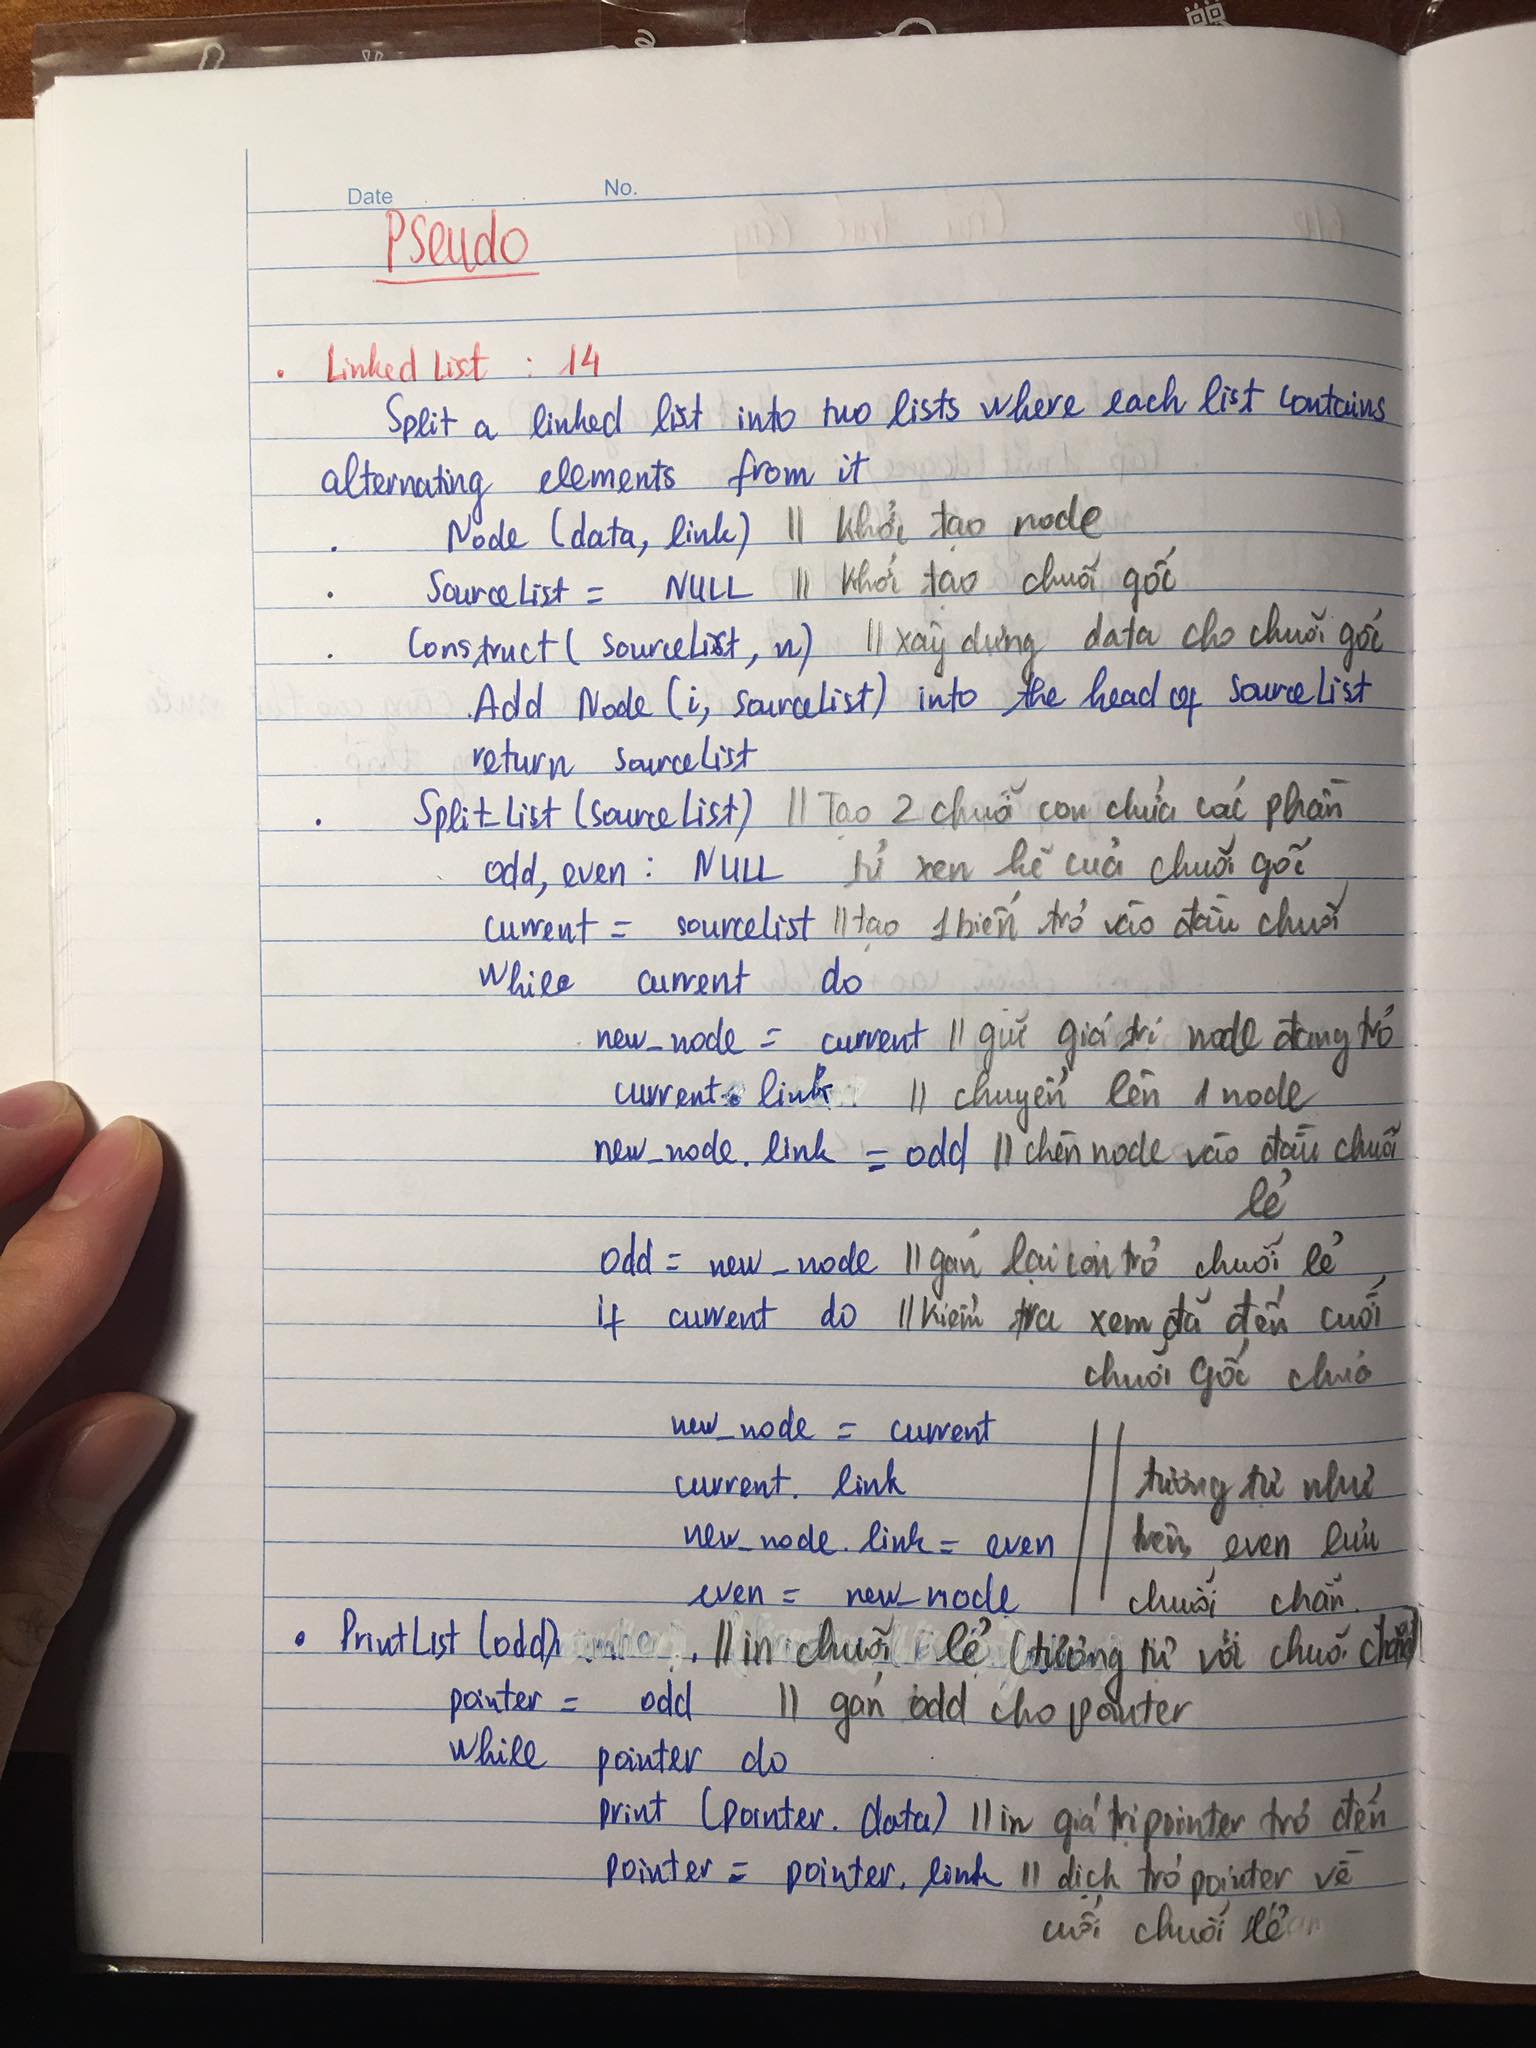 Date No.
Pseudo
. Linked List : 14
Split a linked list into two lists where each list contains
alternating elements from it
. Node (data, link) // khởi tạo node
. SourceList = NULL // khởi tạo chuỗi gốc
. Construct( sourceList, n) // xây dựng data cho chuỗi gốc
. Add Node (i, sourceList) into the head of sourceList
return sourceList
. Split_List (sourceList) // Tạo 2 chuỗi con chứa các phần
odd, even : NULL tử xen kẽ của chuỗi gốc
current = sourcelist // tạo 1 biến trỏ vào đầu chuỗi
While current do
new_node = current // giữ giá trị node đang trỏ
current. link // chuyển lên 1 node
new_node. link = odd // chèn node vào đầu chuỗi
lẻ
odd = new_node // gán lại con trỏ chuỗi lẻ
if current do // kiểm tra xem đã đến cuối
chuỗi gốc chưa
new_node = current
current. link // tương tự như
new_node. link = even trên, even lưu
even = new_node chuỗi chẵn.
• PrintList (odd) // in chuỗi lẻ (tương tự với chuỗi chẵn)
pointer = odd // gán odd cho pointer
While pointer do
print (pointer. data) // in giá trị pointer trỏ đến
pointer = pointer. link // dịch trỏ pointer về
cuối chuỗi lẻ